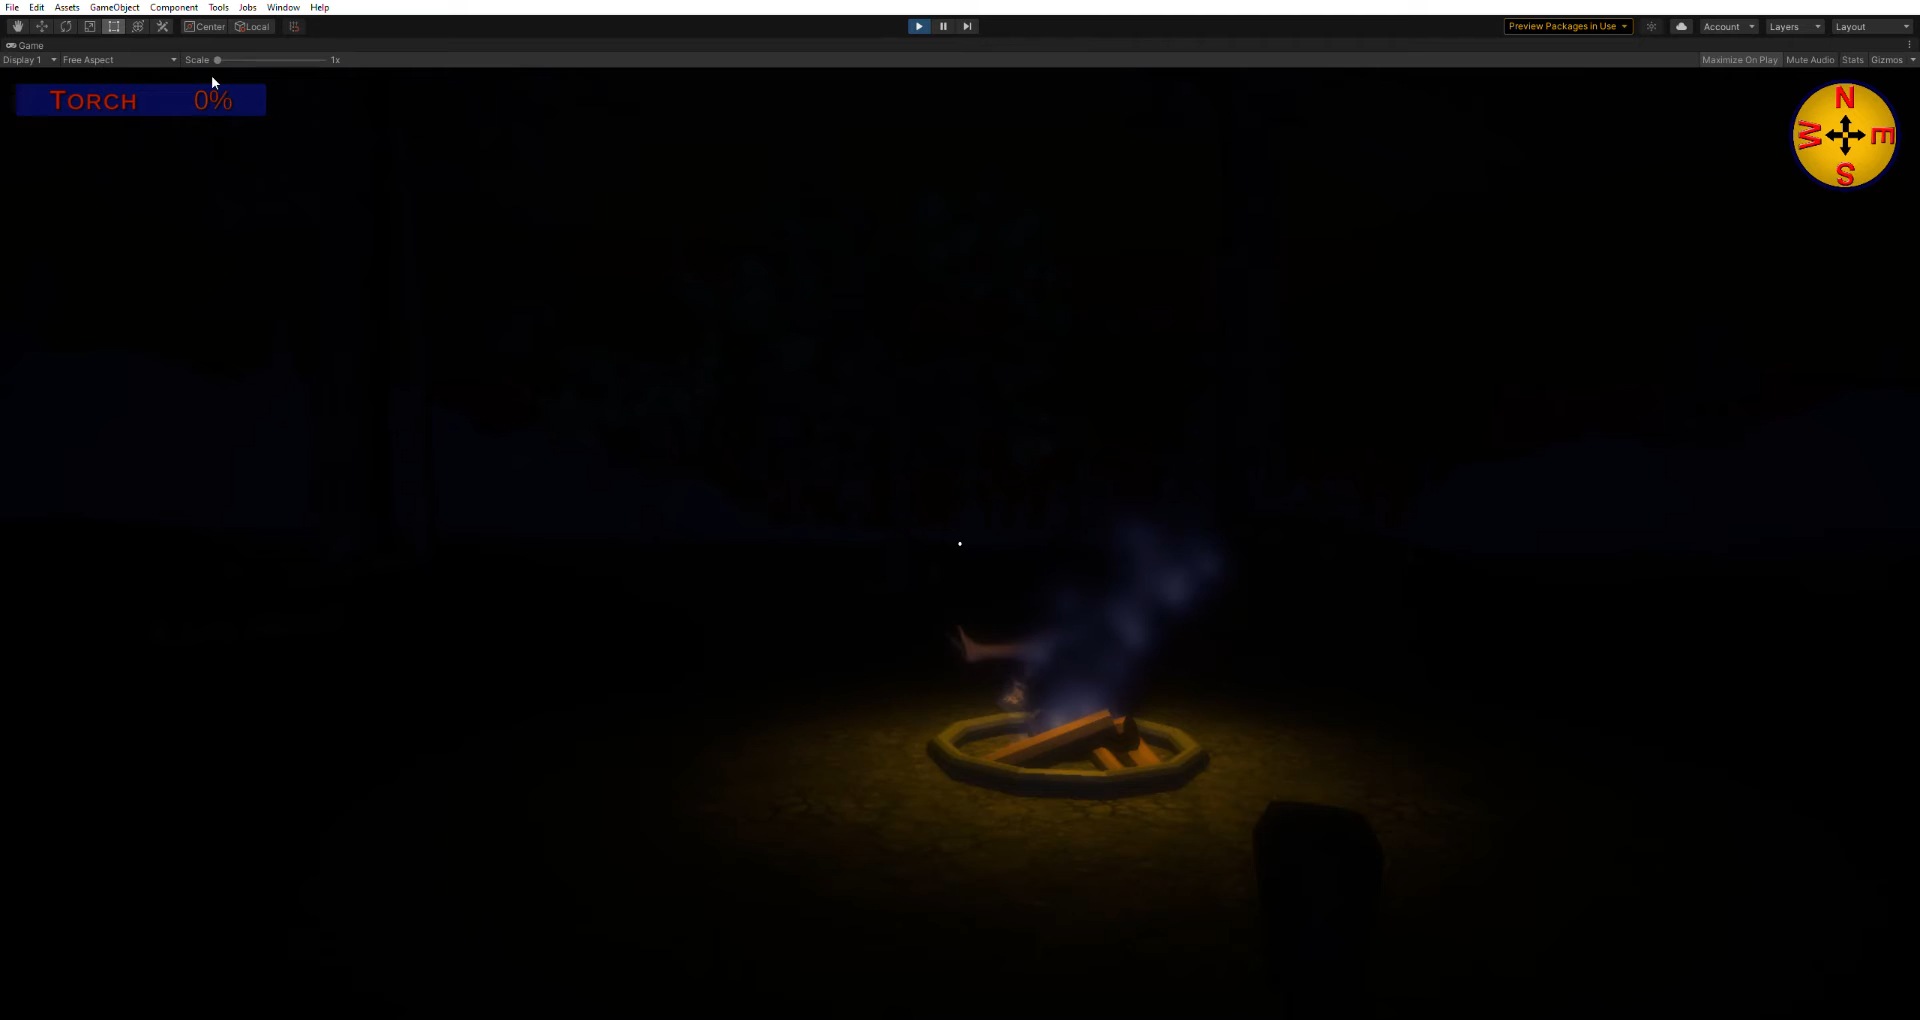 File Edit Assets GameObject Component Tools Jobs Window Help
Center Local Preview Packages in Use Account Layers Layout
Game
Display 1 Free Aspect Scale 1x Maximize On Play Mute Audio Stats Gizmos
TORCH 0%
N
W E
S